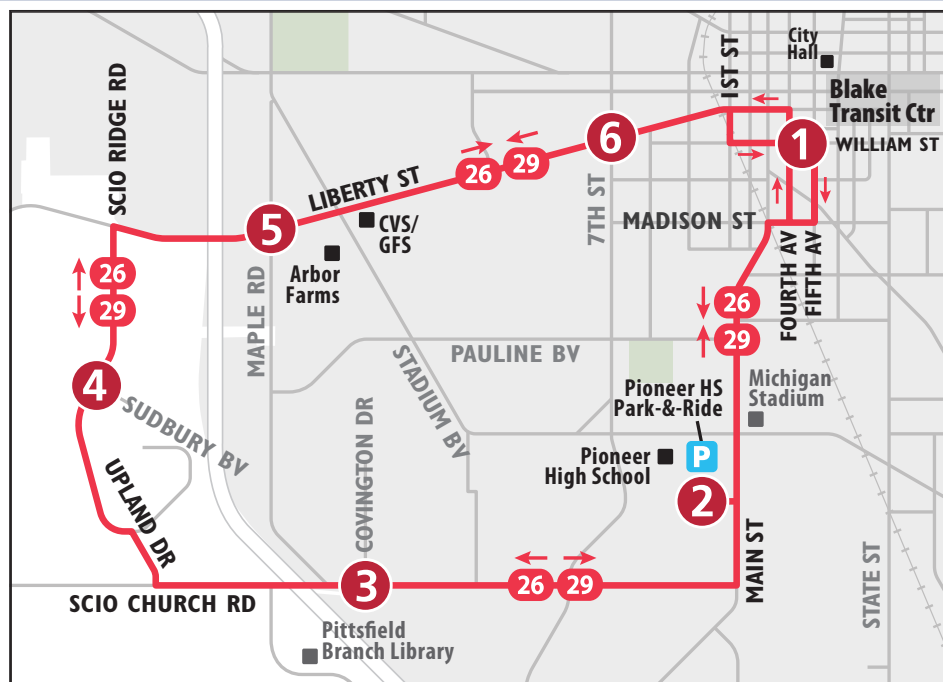 City
Hall
1ST ST
Blake
Transit Ctr
SCIO RIDGE RD
6
1
WILLIAM ST
26
29
LIBERTY ST
7TH ST
MADISON ST
5
CVS/
GFS
Arbor
Farms
MAPLE RD
FOURTH AV
FIFTH AV
26
29
26
29
PAULINE BV
STADIUM BV
4
SUDBURY BV
Michigan
Stadium
Pioneer HS
Park-&-Ride
P
Pioneer
High School
2
COVINGTON DR
UPLAND DR
MAIN ST
STATE ST
3
26
29
SCIO CHURCH RD
Pittsfield
Branch Library